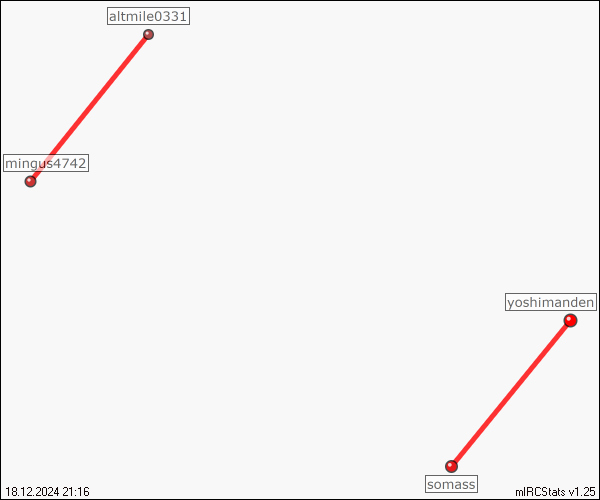 altmile0331
mingus4742
yoshimanden
somass
18.12.2024 21:16
mIRCStats v1.25